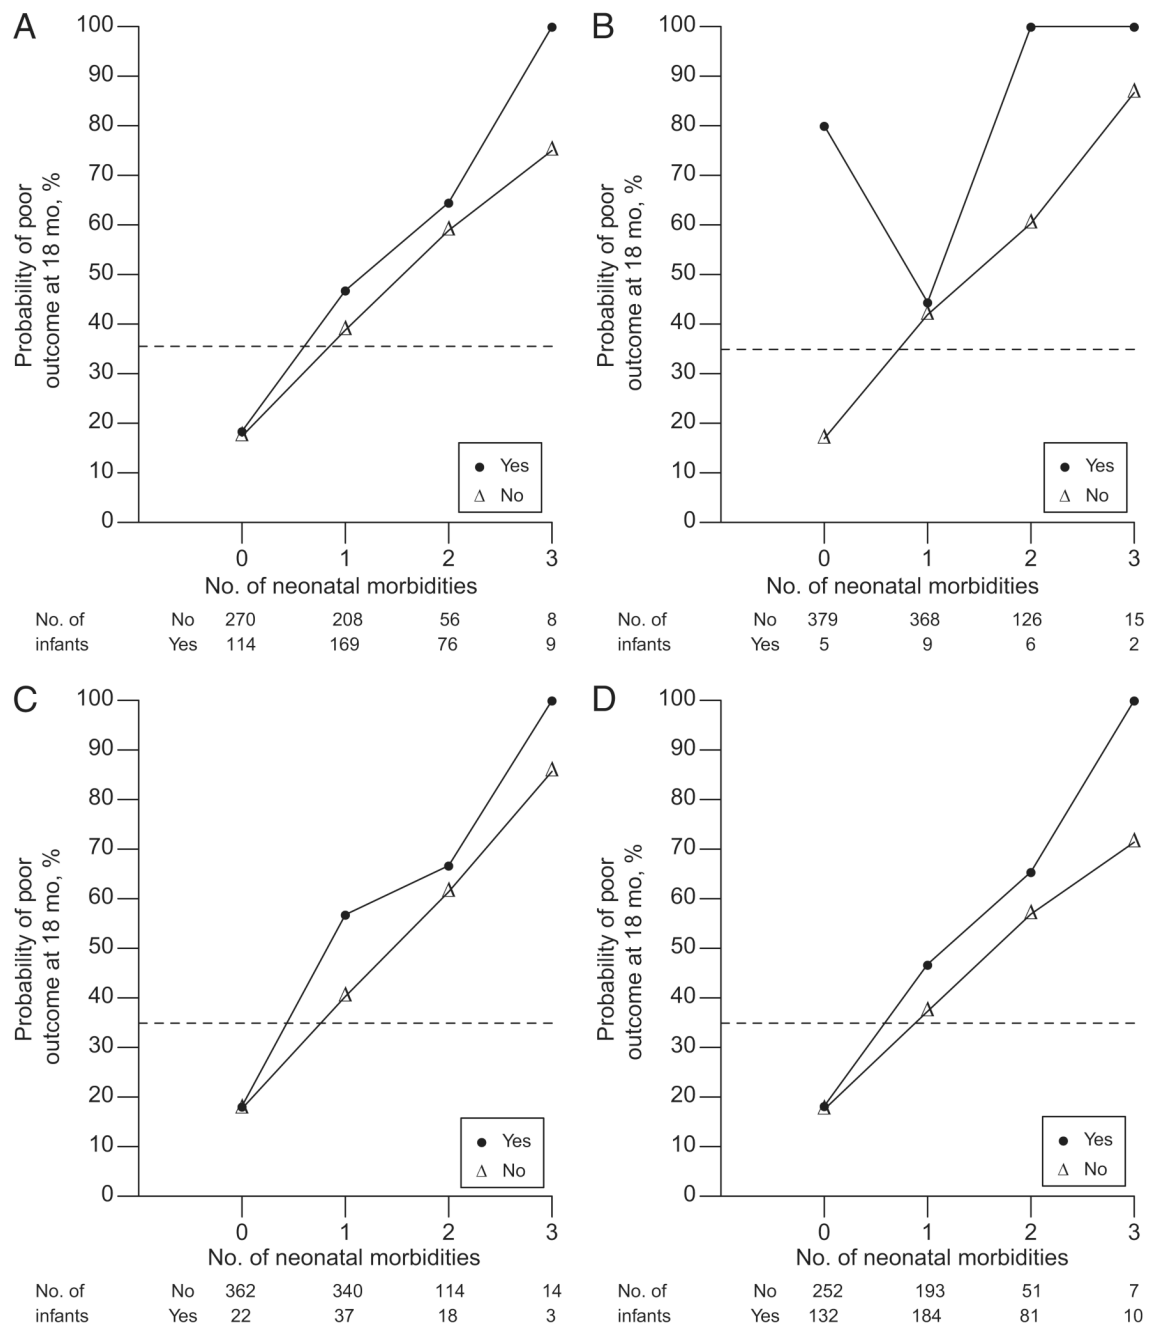 A
100
90
80
70
60
50
40
30
20
10
0
Probability of poor
outcome at 18 mo, %
Yes
No
0 1 2 3
No. of neonatal morbidities
No. of No 270 208 56 8
infants Yes 114 169 76 9
B
100
90
80
70
60
50
40
30
20
10
0
Probability of poor
outcome at 18 mo, %
Yes
No
0 1 2 3
No. of neonatal morbidities
No. of No 379 368 126 15
infants Yes 5 9 6 2
C
100
90
80
70
60
50
40
30
20
10
0
Probability of poor
outcome at 18 mo, %
Yes
No
0 1 2 3
No. of neonatal morbidities
No. of No 362 340 114 14
infants Yes 22 37 18 3
D
100
90
80
70
60
50
40
30
20
10
0
Probability of poor
outcome at 18 mo, %
Yes
No
0 1 2 3
No. of neonatal morbidities
No. of No 252 193 51 7
infants Yes 132 184 81 10